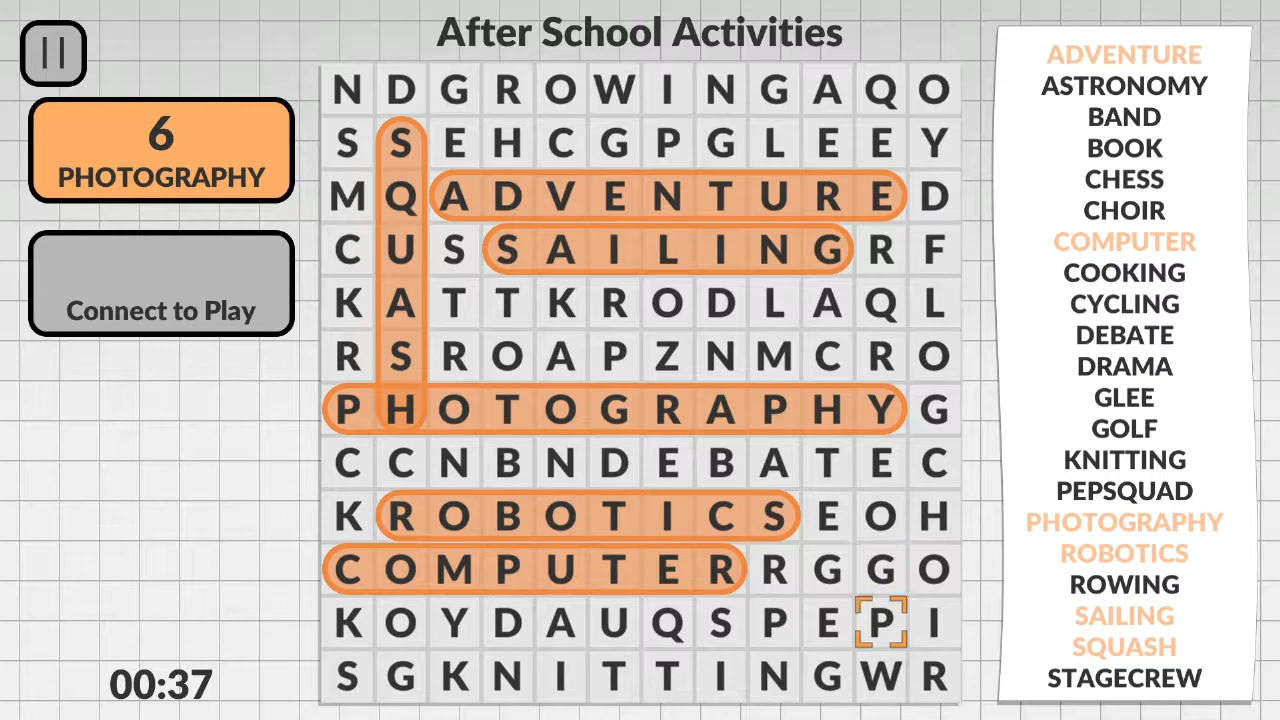 After School Activities
6
PHOTOGRAPHY
Connect to Play
00:37
N D G R O W I N G A Q O
S S E H C G P G L E E Y
M Q A D V E N T U R E D
C U S S A I L I N G R F
K A T T K R O D L A Q L
R S R O A P Z N M C R O
P H O T O G R A P H Y G
C C N B N D E B A T E C
K R O B O T I C S E O H
C O M P U T E R R G G O
K O Y D A U Q S P E P I
S G K N I T T I N G W R
ADVENTURE
ASTRONOMY
BAND
BOOK
CHESS
CHOIR
COMPUTER
COOKING
CYCLING
DEBATE
DRAMA
GLEE
GOLF
KNITTING
PEPSQUAD
PHOTOGRAPHY
ROBOTICS
ROWING
SAILING
SQUASH
STAGECREW